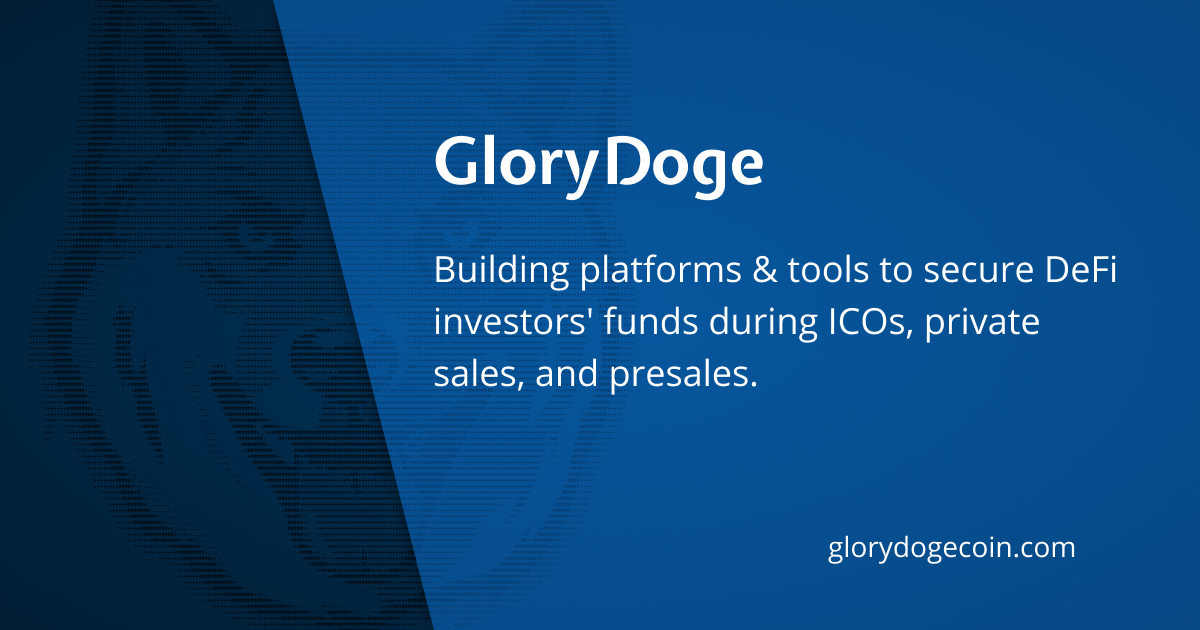 GloryDoge
Building platforms & tools to secure DeFi
investors' funds during ICOs, private
sales, and presales.
glorydogecoin.com